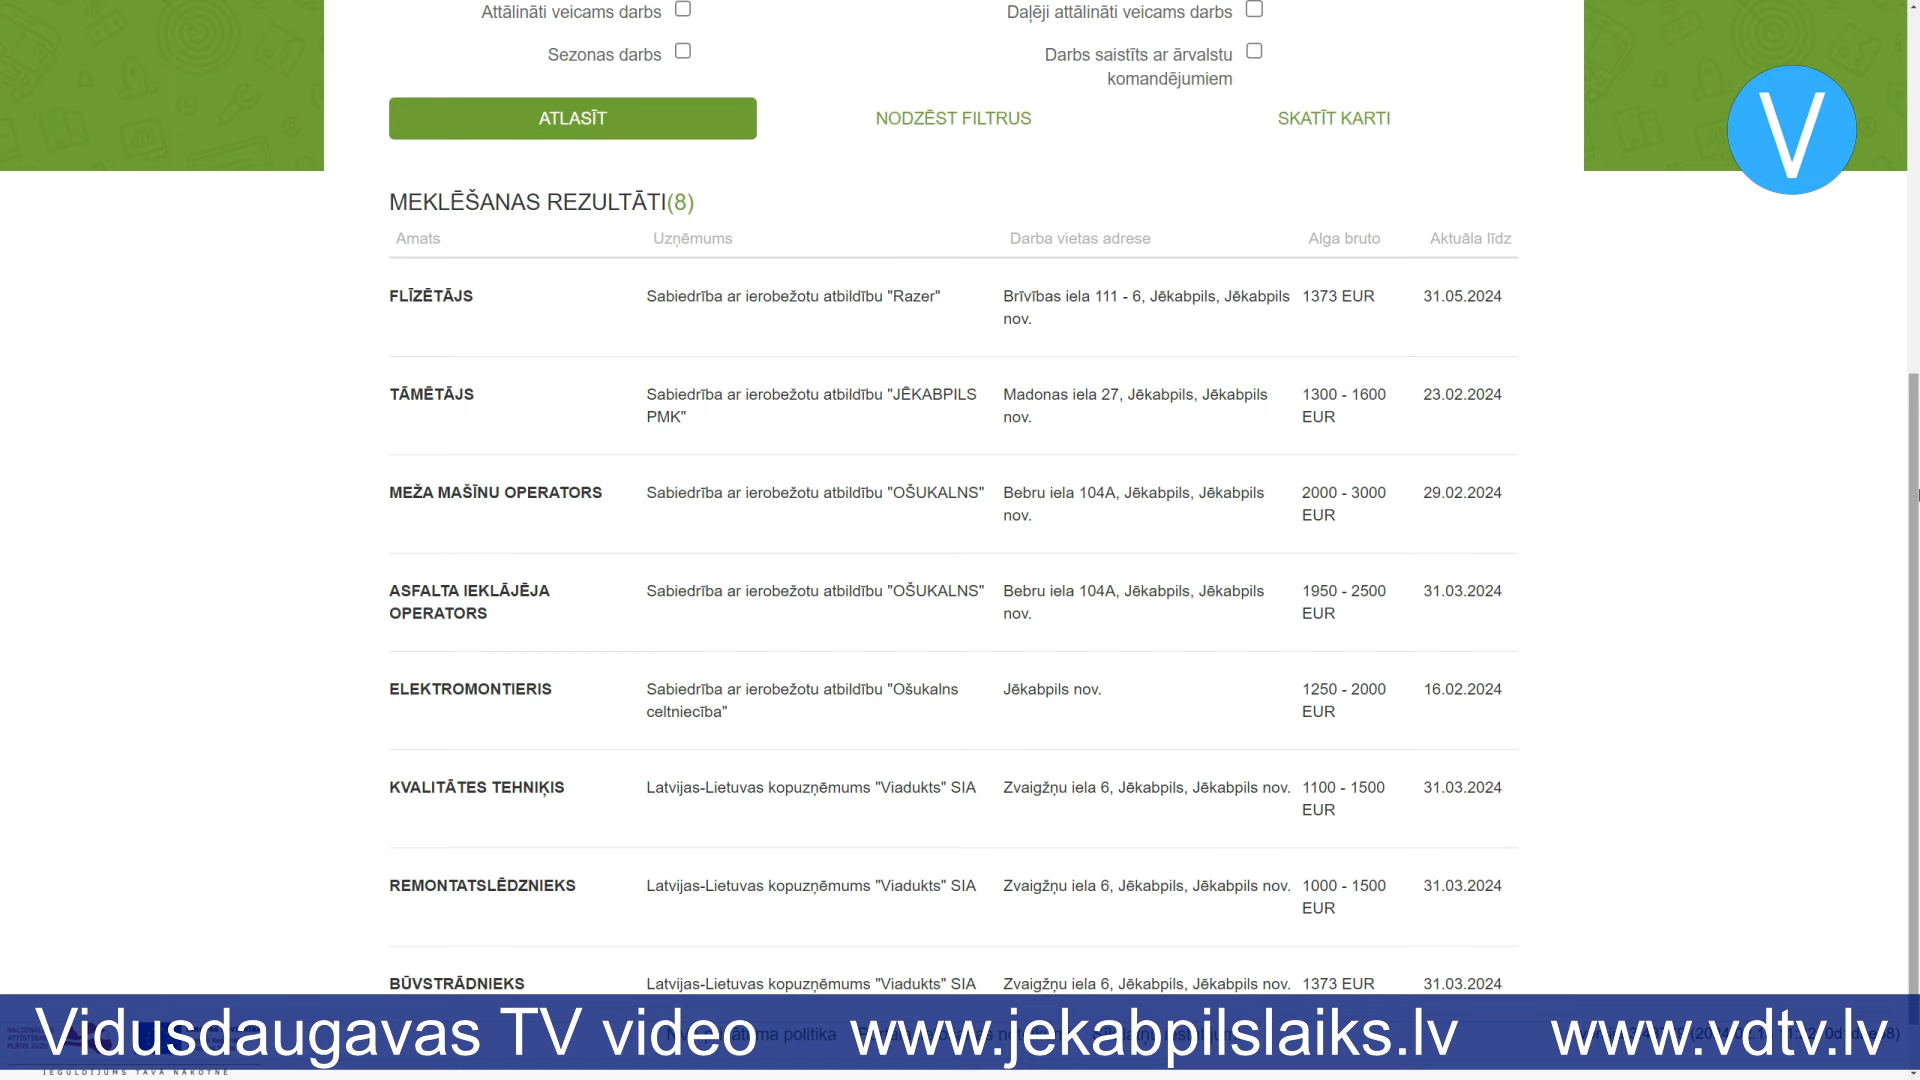 Attālināti veicams darbs
Daļēji attālināti veicams darbs
Sezonas darbs
Darbs saistīts ar ārvalstu
komandējumiem
ATLASĪT
NODZĒST FILTRUS
SKATĪT KARTI
V
MEKLĒŠANAS REZULTĀTI(8)
Amats Uzņēmums Darba vietas adrese Alga bruto Aktuāla līdz
FLĪZĒTĀJS Sabiedrība ar ierobežotu atbildību "Razer" Brīvības iela 111 - 6, Jēkabpils, Jēkabpils 1373 EUR 31.05.2024
nov.
TĀMĒTĀJS Sabiedrība ar ierobežotu atbildību "JĒKABPILS Madonas iela 27, Jēkabpils, Jēkabpils 1300 - 1600 23.02.2024
PMK" nov. EUR
MEŽA MAŠĪNU OPERATORS Sabiedrība ar ierobežotu atbildību "OŠUKALNS" Bebru iela 104A, Jēkabpils, Jēkabpils 2000 - 3000 29.02.2024
nov. EUR
ASFALTA IEKLĀJĒJA Sabiedrība ar ierobežotu atbildību "OŠUKALNS" Bebru iela 104A, Jēkabpils, Jēkabpils 1950 - 2500 31.03.2024
OPERATORS nov. EUR
ELEKTROMONTIERIS Sabiedrība ar ierobežotu atbildību "Ošukalns Jēkabpils nov. 1250 - 2000 16.02.2024
celtniecība" EUR
KVALITĀTES TEHNIĶIS Latvijas-Lietuvas kopuzņēmums "Viadukts" SIA Zvaigžņu iela 6, Jēkabpils, Jēkabpils nov. 1100 - 1500 31.03.2024
EUR
REMONTATSLĒDZNIEKS Latvijas-Lietuvas kopuzņēmums "Viadukts" SIA Zvaigžņu iela 6, Jēkabpils, Jēkabpils nov. 1000 - 1500 31.03.2024
EUR
BŪVSTRĀDNIEKS Latvijas-Lietuvas kopuzņēmums "Viadukts" SIA Zvaigžņu iela 6, Jēkabpils, Jēkabpils nov. 1373 EUR 31.03.2024
Vidusdaugavas TV video www.jekabpilslaiks.lv www.vdtv.lv
politika
IEGULDĪJUMS TAVĀ NĀKOTNĒ